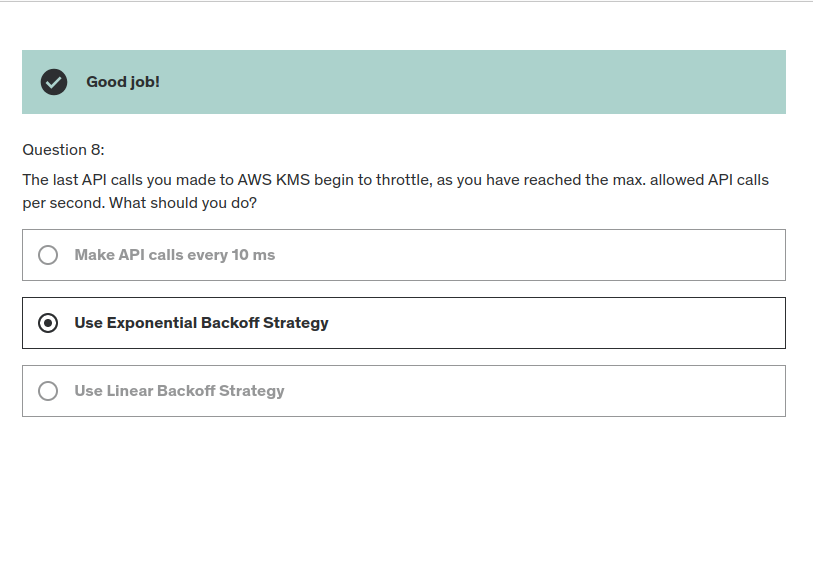 Good job!
Question 8:
The last API calls you made to AWS KMS begin to throttle, as you have reached the max. allowed API calls
per second. What should you do?
Make API calls every 10 ms
Use Exponential Backoff Strategy
Use Linear Backoff Strategy